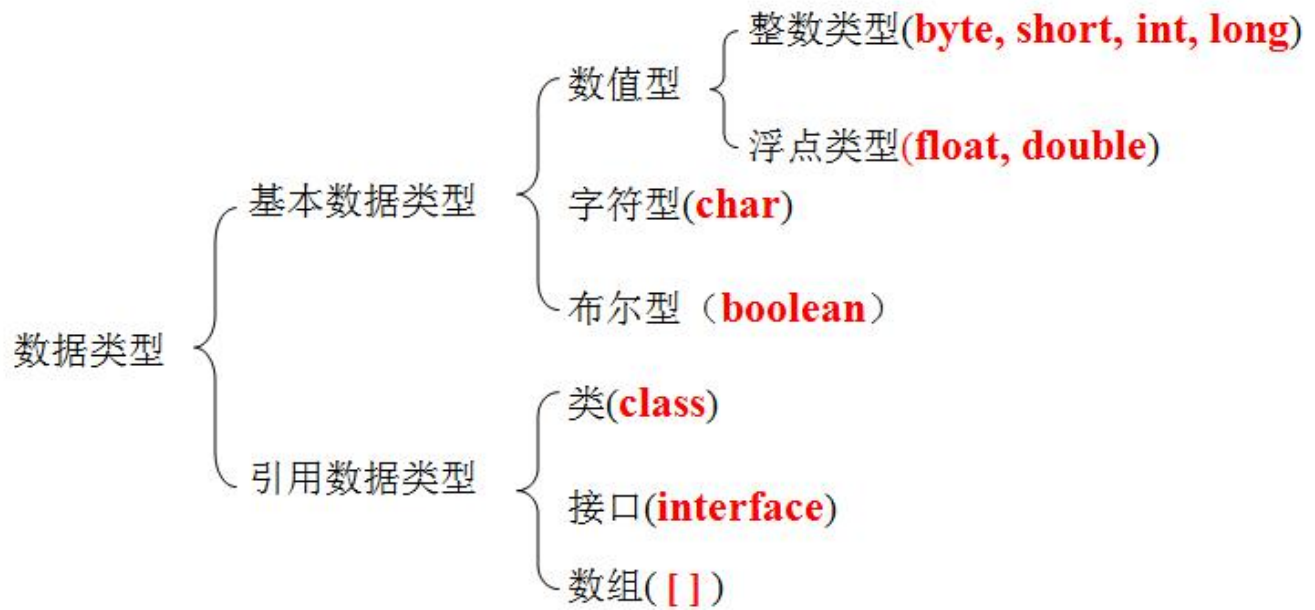 整数类型(byte, short, int, long)
数值型
浮点类型(float, double)
基本数据类型
字符型(char)
布尔型（boolean）
数据类型
类(class)
引用数据类型
接口(interface)
数组( [ ] )